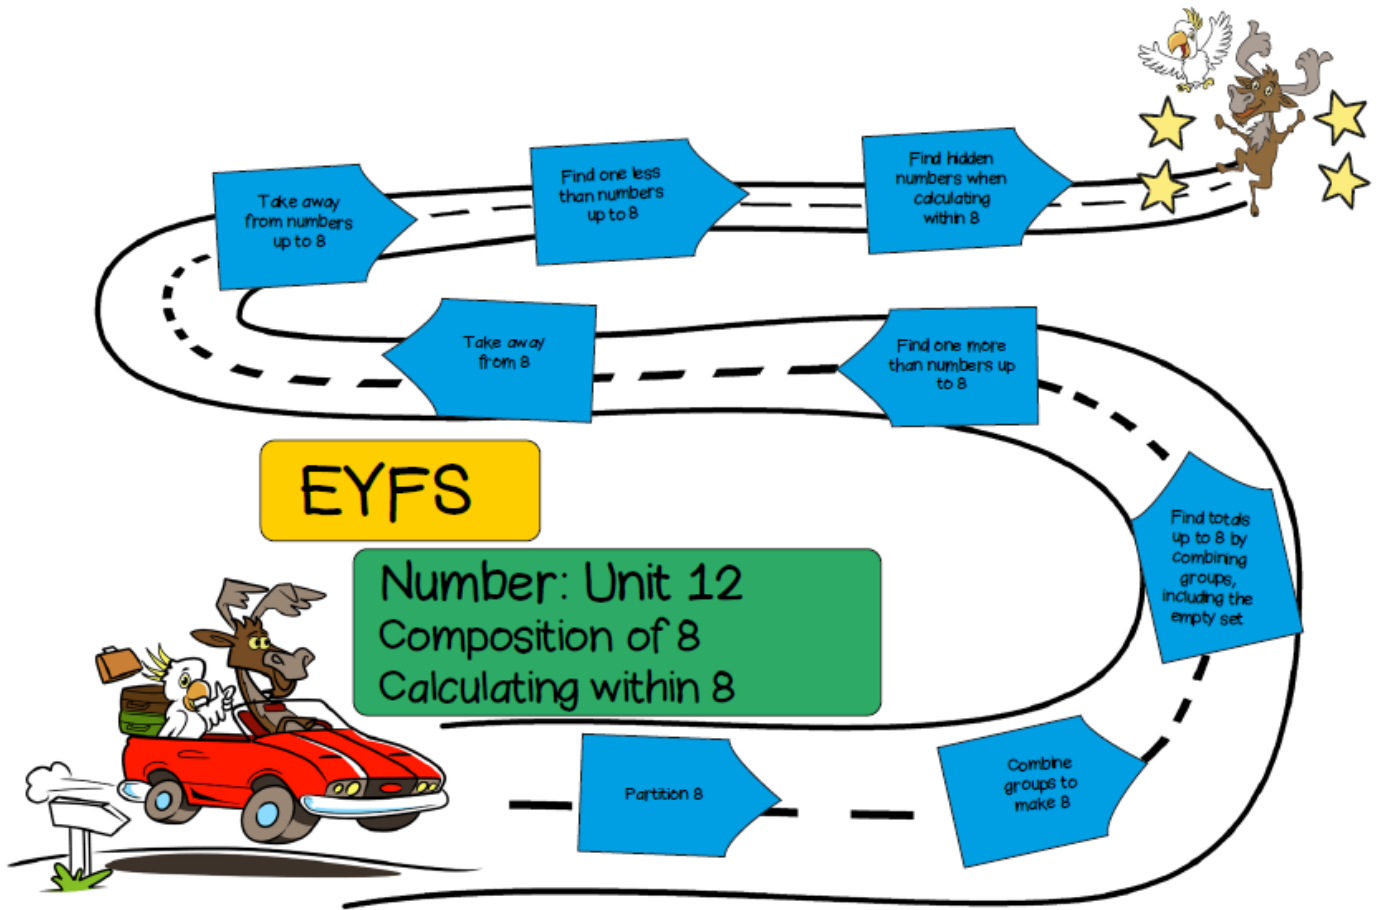 Find hidden
numbers when
calculating
within 8
Find one less
than numbers
up to 8
Take away
from numbers
up to 8
Take away
from 8
Find one more
than numbers up
to 8
EYFS
Find totals
up to 8 by
combining
groups,
including the
empty set
Number: Unit 12
Composition of 8
Calculating within 8
Partition 8
Combine
groups to
make 8